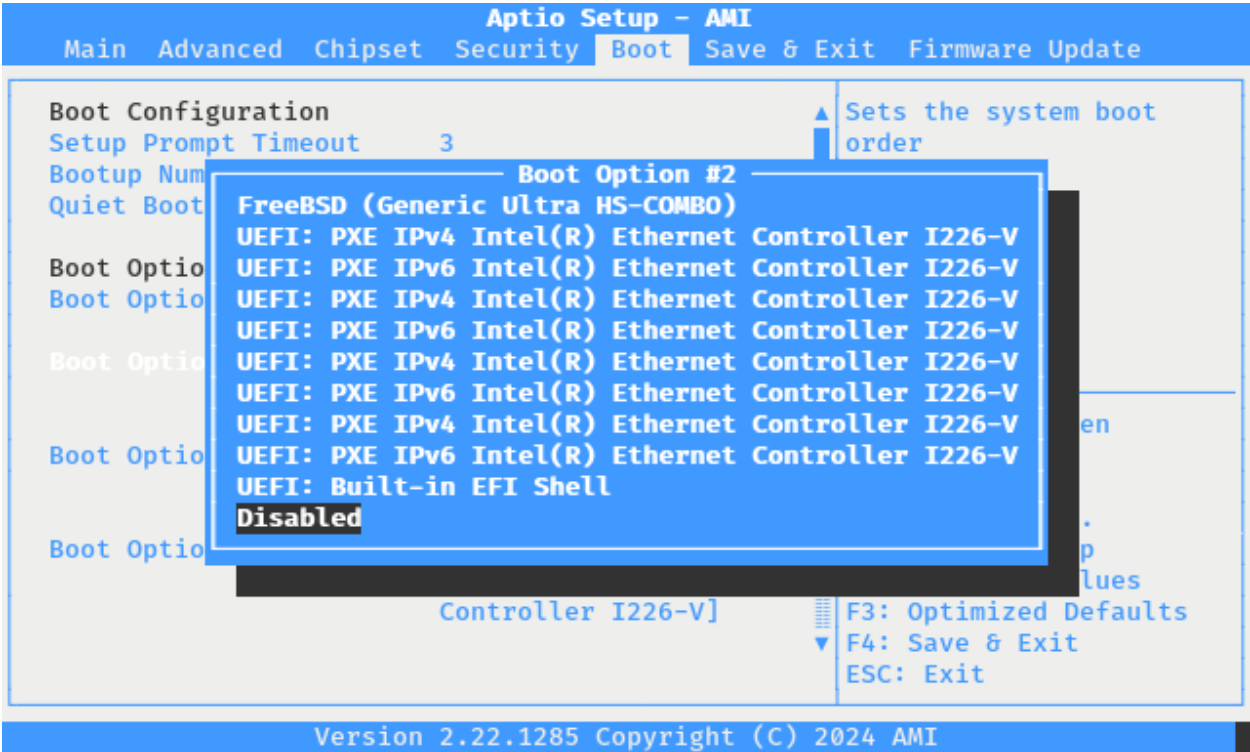 Aptio Setup - AMI
Main Advanced Chipset Security Boot Save & Exit Firmware Update
Boot Configuration
Setup Prompt Timeout 3
Bootup Num
Quiet Boot
Boot Optio
Boot Optio
Boot Optio
Boot Optio
Boot Optio
Controller I226-V]
Boot Option #2
FreeBSD (Generic Ultra HS-COMBO)
UEFI: PXE IPv4 Intel(R) Ethernet Controller I226-V
UEFI: PXE IPv6 Intel(R) Ethernet Controller I226-V
UEFI: PXE IPv4 Intel(R) Ethernet Controller I226-V
UEFI: PXE IPv6 Intel(R) Ethernet Controller I226-V
UEFI: PXE IPv4 Intel(R) Ethernet Controller I226-V
UEFI: PXE IPv6 Intel(R) Ethernet Controller I226-V
UEFI: PXE IPv4 Intel(R) Ethernet Controller I226-V
UEFI: PXE IPv6 Intel(R) Ethernet Controller I226-V
UEFI: Built-in EFI Shell
Disabled
Sets the system boot
order
en
.
p
lues
F3: Optimized Defaults
F4: Save & Exit
ESC: Exit
Version 2.22.1285 Copyright (C) 2024 AMI